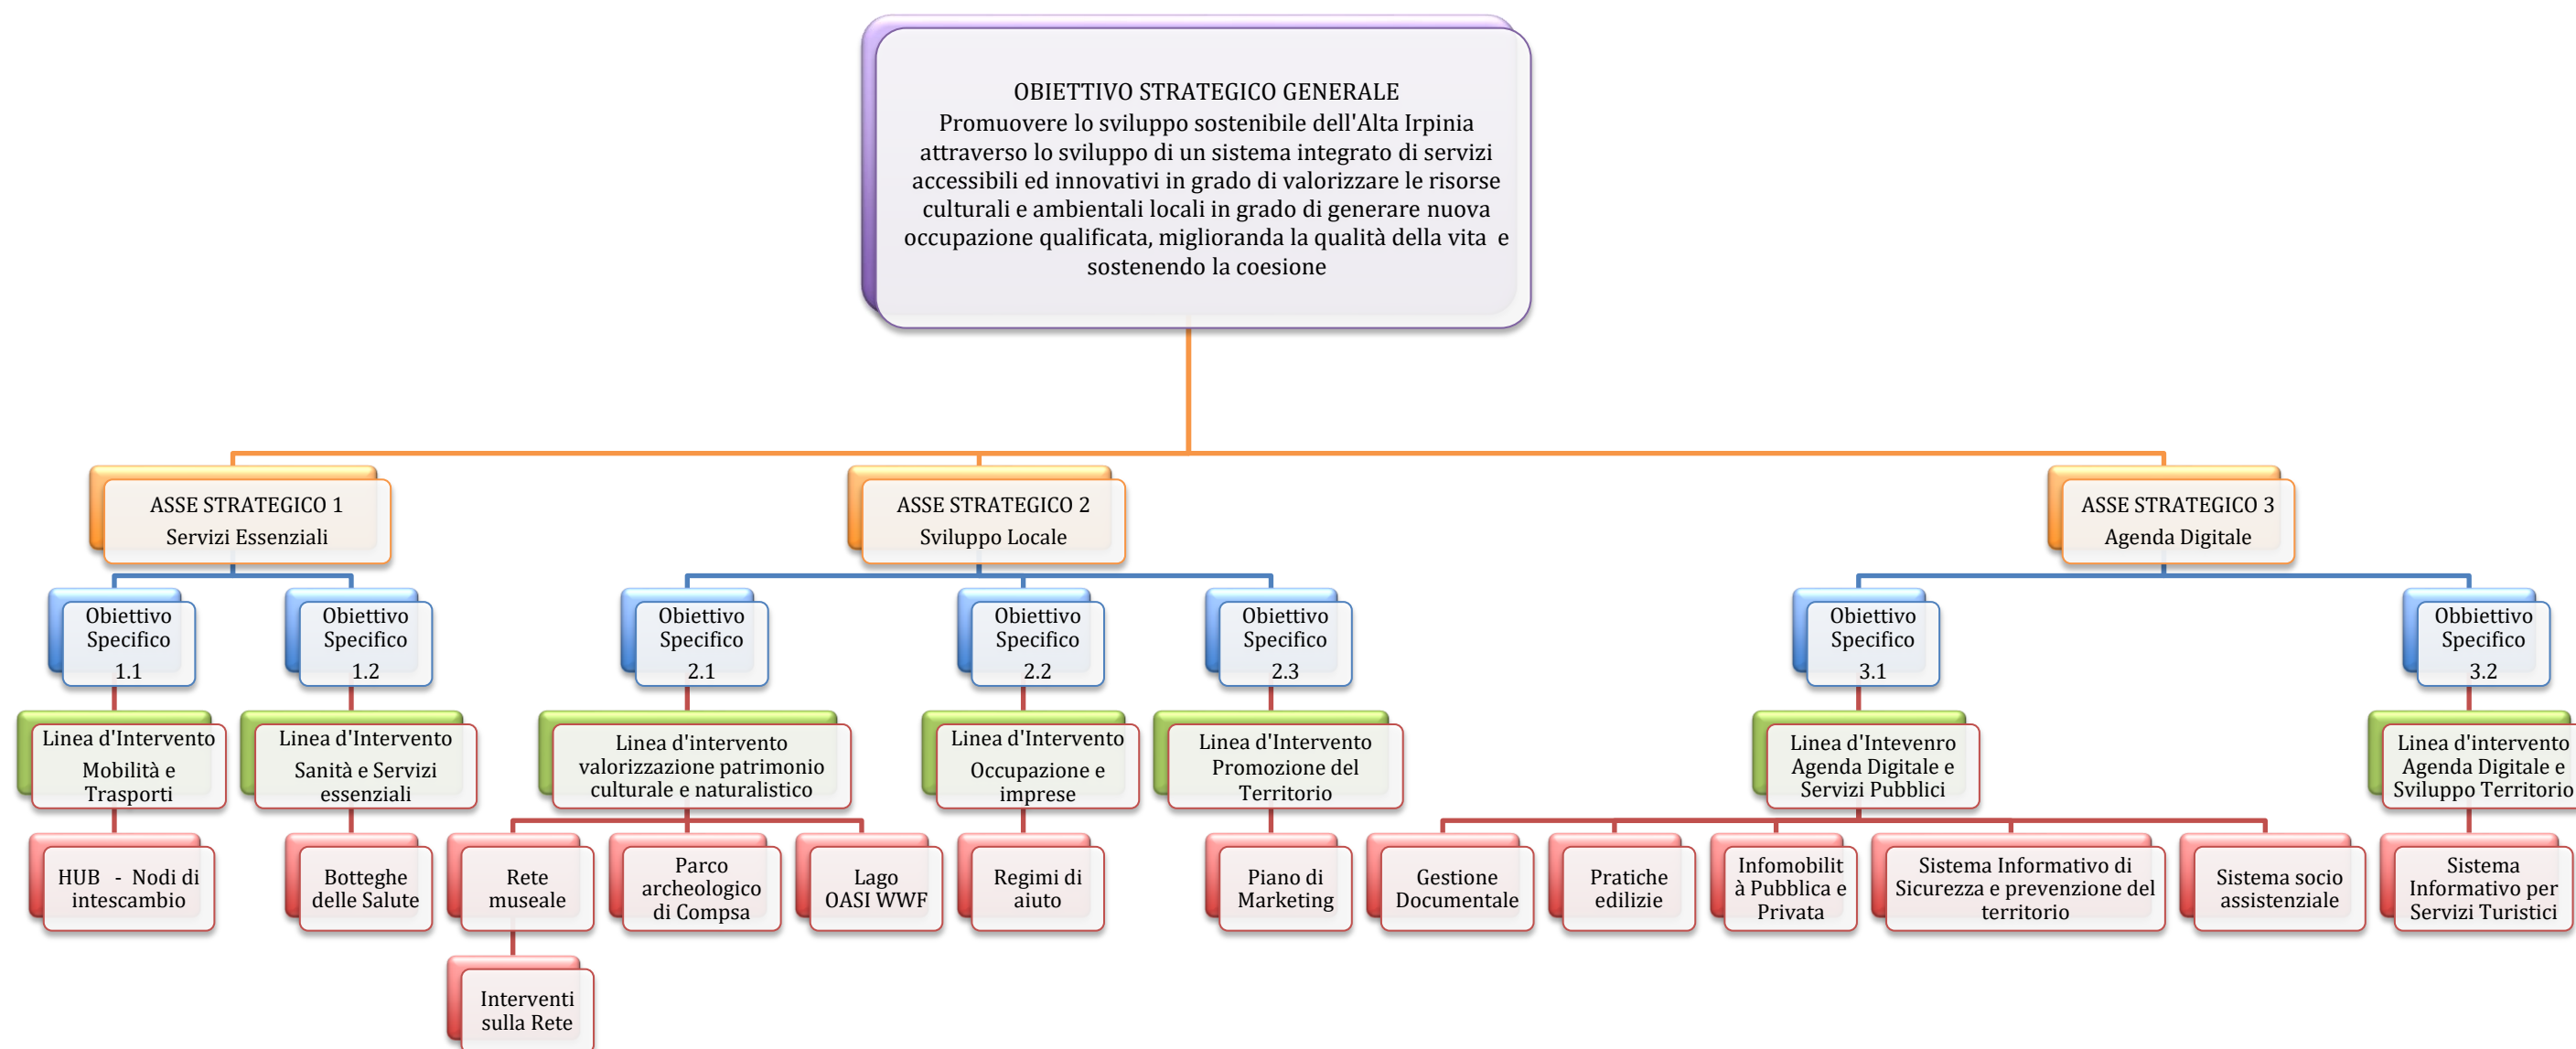 OBIETTIVO STRATEGICO GENERALE
Promuovere lo sviluppo sostenibile dell'Alta Irpinia
attraverso lo sviluppo di un sistema integrato di servizi
accessibili ed innovativi in grado di valorizzare le risorse
culturali e ambientali locali in grado di generare nuova
occupazione qualificata, miglioranda la qualità della vita e
sostenendo la coesione
ASSE STRATEGICO 1
Servizi Essenziali
ASSE STRATEGICO 2
Sviluppo Locale
ASSE STRATEGICO 3
Agenda Digitale
Obiettivo
Specifico
1.1
Obiettivo
Specifico
1.2
Obiettivo
Specifico
2.1
Obiettivo
Specifico
2.2
Obiettivo
Specifico
2.3
Obiettivo
Specifico
3.1
Obbiettivo
Specifico
3.2
Linea d'Intervento
Mobilità e
Trasporti
Linea d'Intervento
Sanità e Servizi
essenziali
Linea d'intervento
valorizzazione patrimonio
culturale e naturalistico
Linea d'Intervento
Occupazione e
imprese
Linea d'Intervento
Promozione del
Territorio
Linea d'Intevenro
Agenda Digitale e
Servizi Pubblici
Linea d'intervento
Agenda Digitale e
Sviluppo Territorio
HUB - Nodi di
intescambio
Botteghe
delle Salute
Rete
museale
Parco
archeologico
di Compsa
Lago
OASI WWF
Regimi di
aiuto
Piano di
Marketing
Gestione
Documentale
Pratiche
edilizie
Infomobilit
à Pubblica e
Privata
Sistema Informativo di
Sicurezza e prevenzione del
territorio
Sistema socio
assistenziale
Sistema
Informativo per
Servizi Turistici
Interventi
sulla Rete